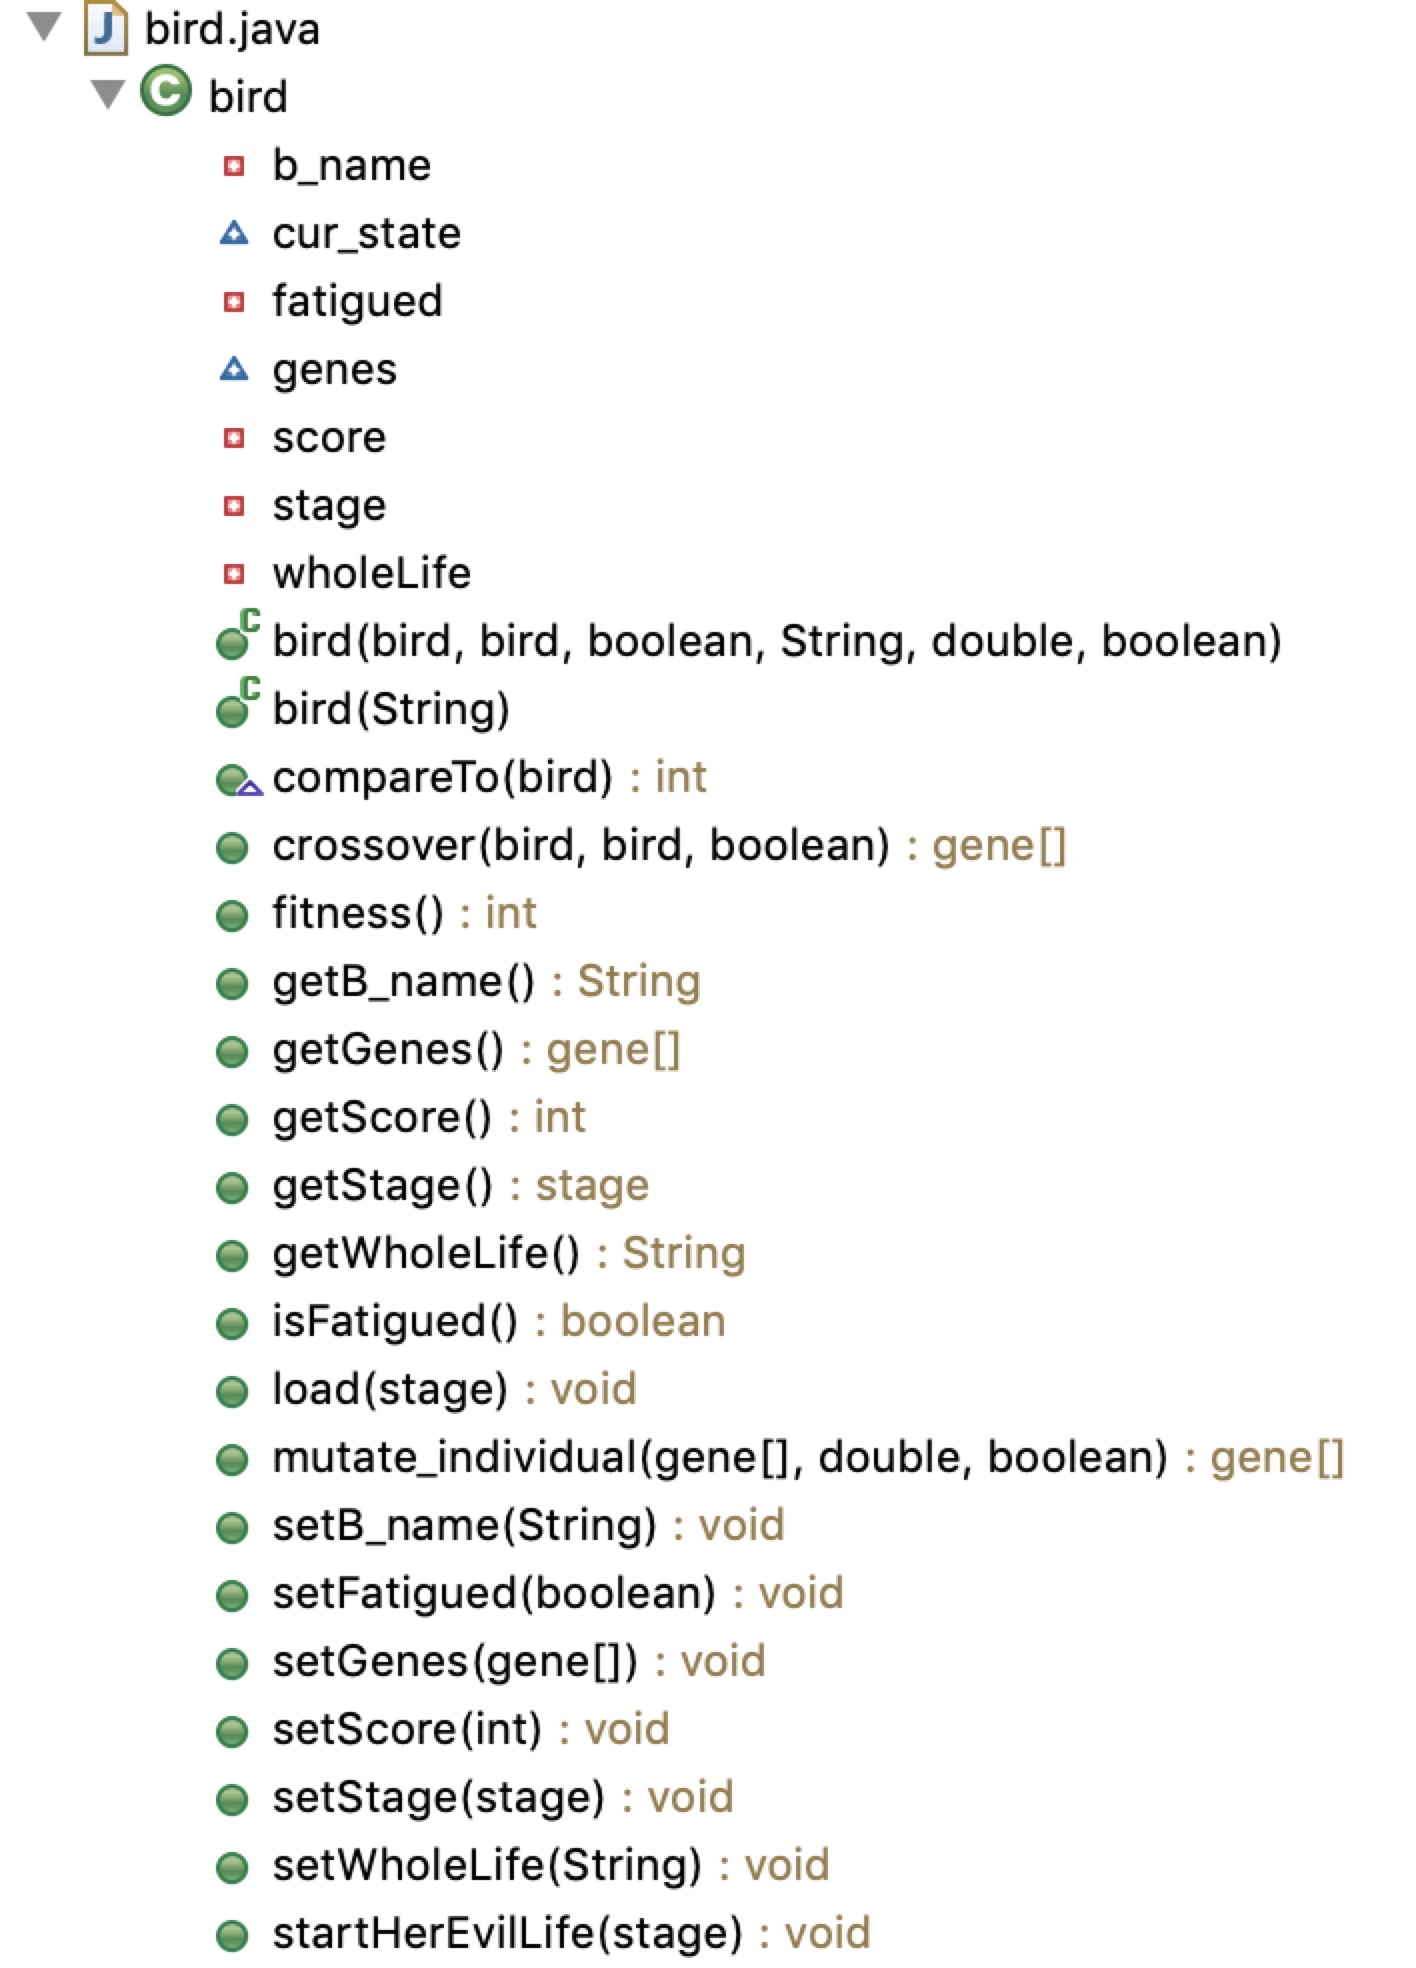 bird.java
bird
b_name
cur_state
fatigued
genes
score
stage
wholeLife
bird(bird, bird, boolean, String, double, boolean)
bird(String)
compareTo(bird) : int
crossover(bird, bird, boolean) : gene[]
fitness() : int
getB_name() : String
getGenes() : gene[]
getScore() : int
getStage() : stage
getWholeLife() : String
isFatigued() : boolean
load(stage) : void
mutate_individual(gene[], double, boolean) : gene[]
setB_name(String) : void
setFatigued(boolean) : void
setGenes(gene[]) : void
setScore(int) : void
setStage(stage) : void
setWholeLife(String) : void
startHerEvilLife(stage) : void